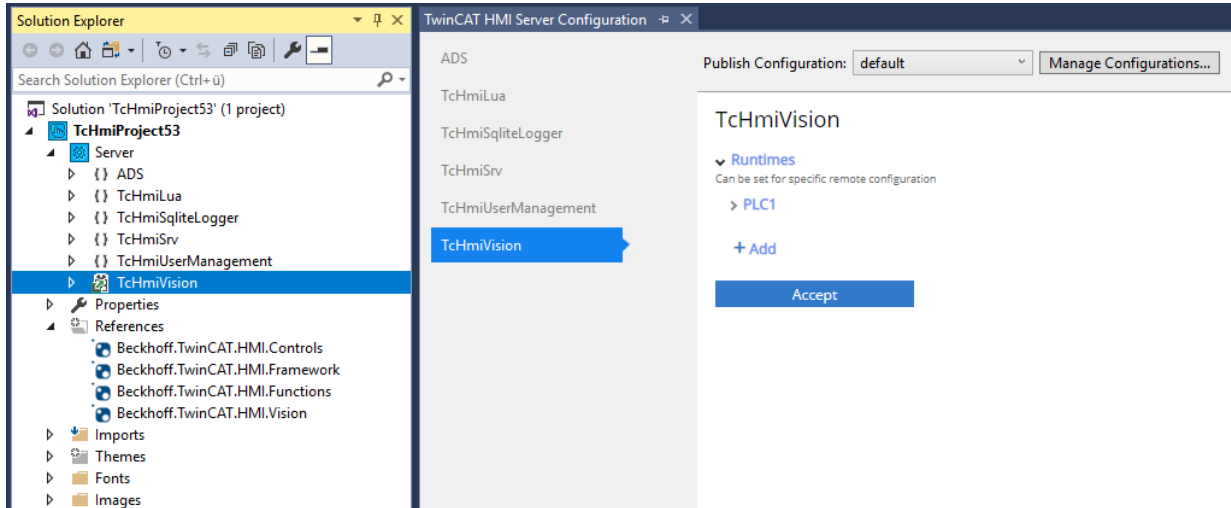 Solution Explorer
Search Solution Explorer (Ctrl+ü)
Solution 'TcHmiProject53' (1 project)
TcHmiProject53
Server
{} ADS
{} TcHmiLua
{} TcHmiSqliteLogger
{} TcHmiSrv
{} TcHmiUserManagement
TcHmiVision
Properties
References
Beckhoff.TwinCAT.HMI.Controls
Beckhoff.TwinCAT.HMI.Framework
Beckhoff.TwinCAT.HMI.Functions
Beckhoff.TwinCAT.HMI.Vision
Imports
Themes
Fonts
Images
TwinCAT HMI Server Configuration
ADS
TcHmiLua
TcHmiSqliteLogger
TcHmiSrv
TcHmiUserManagement
TcHmiVision
Publish Configuration: default Manage Configurations...
TcHmiVision
Runtimes
Can be set for specific remote configuration
PLC1
+ Add
Accept